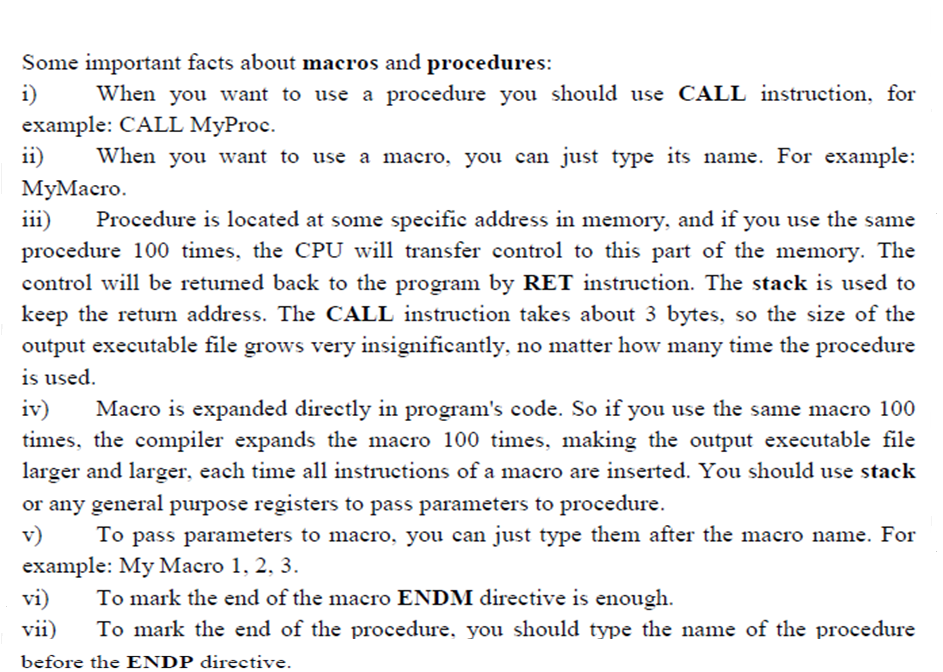 Some important facts about macros and procedures:
i) When you want to use a procedure you should use CALL instruction, for
example: CALL MyProc.
ii) When you want to use a macro, you can just type its name. For example:
MyMacro.
iii) Procedure is located at some specific address in memory, and if you use the same
procedure 100 times, the CPU will transfer control to this part of the memory. The
control will be returned back to the program by RET instruction. The stack is used to
keep the return address. The CALL instruction takes about 3 bytes, so the size of the
output executable file grows very insignificantly, no matter how many time the procedure
is used.
iv) Macro is expanded directly in program's code. So if you use the same macro 100
times, the compiler expands the macro 100 times, making the output executable file
larger and larger, each time all instructions of a macro are inserted. You should use stack
or any general purpose registers to pass parameters to procedure.
v) To pass parameters to macro, you can just type them after the macro name. For
example: My Macro 1, 2, 3.
vi) To mark the end of the macro ENDM directive is enough.
vii) To mark the end of the procedure, you should type the name of the procedure
before the ENDP directive.